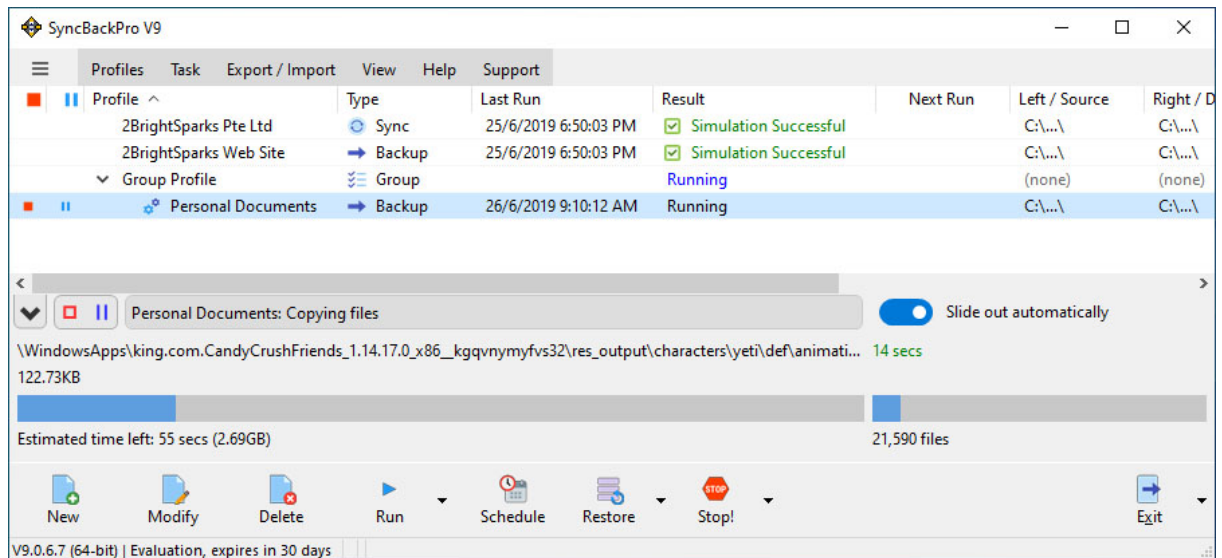 SyncBackPro V9
Profiles Task Export / Import View Help Support
Profile Type Last Run Result Next Run Left / Source Right / D
2BrightSparks Pte Ltd Sync 25/6/2019 6:50:03 PM Simulation Successful C:\...\ C:\...\
2BrightSparks Web Site Backup 25/6/2019 6:50:03 PM Simulation Successful C:\...\ C:\...\
Group Profile Group Running (none) (none)
Personal Documents Backup 26/6/2019 9:10:12 AM Running C:\...\ C:\...\
Personal Documents: Copying files Slide out automatically
\WindowsApps\king.com.CandyCrushFriends_1.14.17.0_x86__kgqvnymyfvs32\res_output\characters\yeti\def\animati... 14 secs
122.73KB
Estimated time left: 55 secs (2.69GB) 21,590 files
STOP
New Modify Delete Run Schedule Restore Stop! Exit
V9.0.6.7 (64-bit) | Evaluation, expires in 30 days